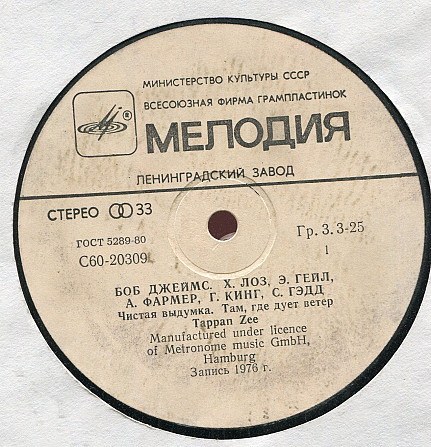 МИНИСТЕРСТВО КУЛЬТУРЫ СССР
ВСЕСОЮЗНАЯ ФИРМА ГРАМПЛАСТИНОК
®
МЕЛОДИЯ
ЛЕНИНГРАДСКИЙ ЗАВОД
СТЕРЕО 33
ГОСТ 5289-80
Гр. 3. 3-25
С60-20309
1
БОБ ДЖЕЙМС. Х. ЛОЗ, Э. ГЕЙЛ,
А. ФАРМЕР, Г. КИНГ, С. ГЭДД
Чистая выдумка. Там, где дует ветер
Tappan Zee
Manufactured under licence
of Metronome music GmbH,
Hamburg
Запись 1976 г.